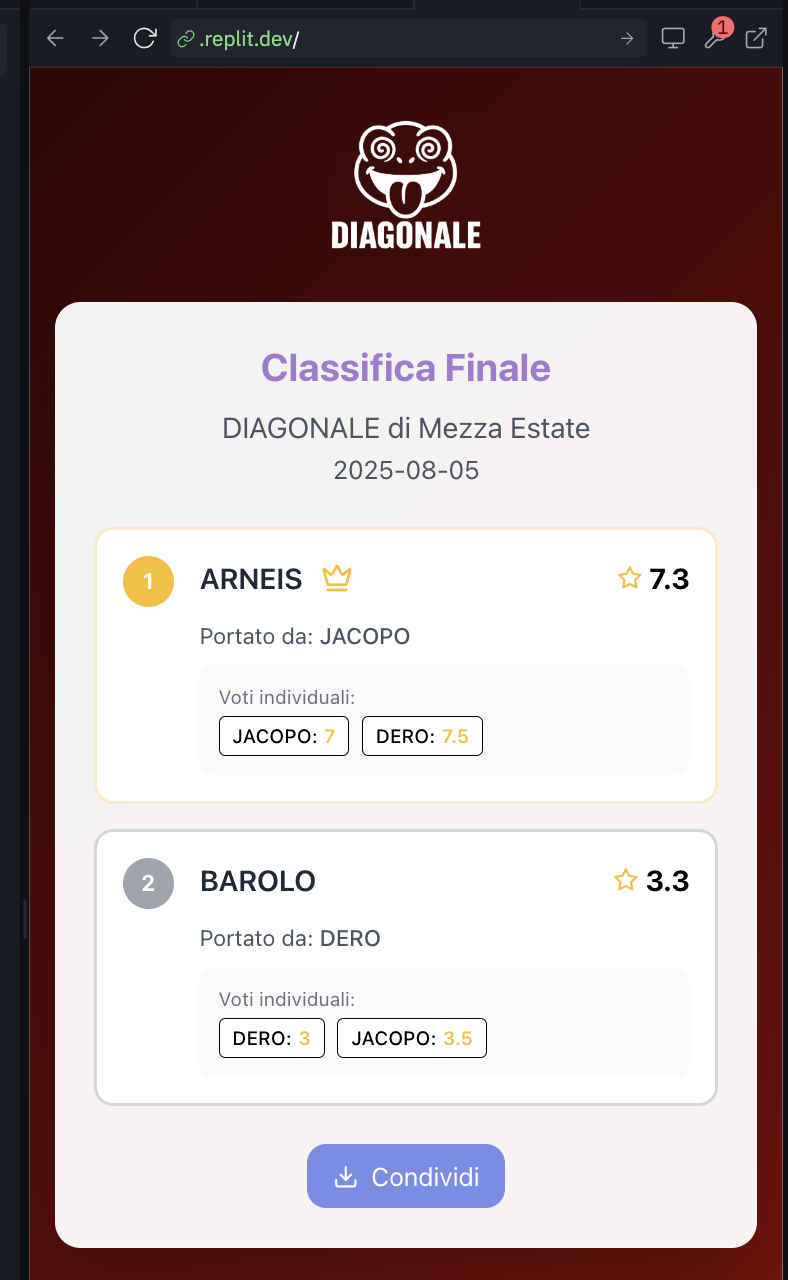 .replit.dev/
1
DIAGONALE
Classifica Finale
DIAGONALE di Mezza Estate
2025-08-05
1 ARNEIS 7.3
Portato da: JACOPO
Voti individuali:
JACOPO: 7 DERO: 7.5
2 BAROLO 3.3
Portato da: DERO
Voti individuali:
DERO: 3 JACOPO: 3.5
Condividi